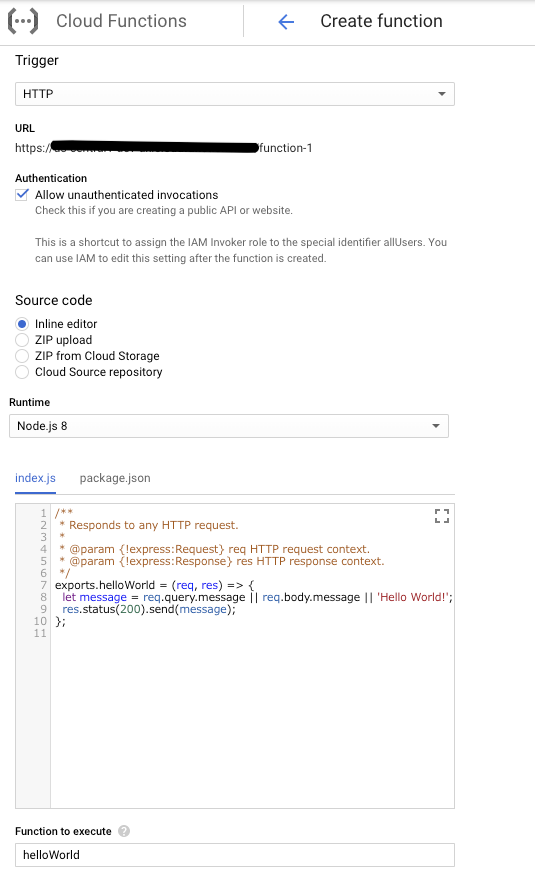 Cloud Functions
Create function
Trigger
HTTP
URL
https://
function-1
Authentication
Allow unauthenticated invocations
Check this if you are creating a public API or website.
This is a shortcut to assign the IAM Invoker role to the special identifier allUsers. You
can use IAM to edit this setting after the function is created.
Source code
Inline editor
ZIP upload
ZIP from Cloud Storage
Cloud Source repository
Runtime
Node.js 8
index.js package.json
1 /**
2  * Responds to any HTTP request.
3  *
4  * @param {!express:Request} req HTTP request context.
5  * @param {!express:Response} res HTTP response context.
6  */
7 exports.helloWorld = (req, res) => {
8   let message = req.query.message || req.body.message || 'Hello World!';
9   res.status(200).send(message);
10 };
11
Function to execute ?
helloWorld